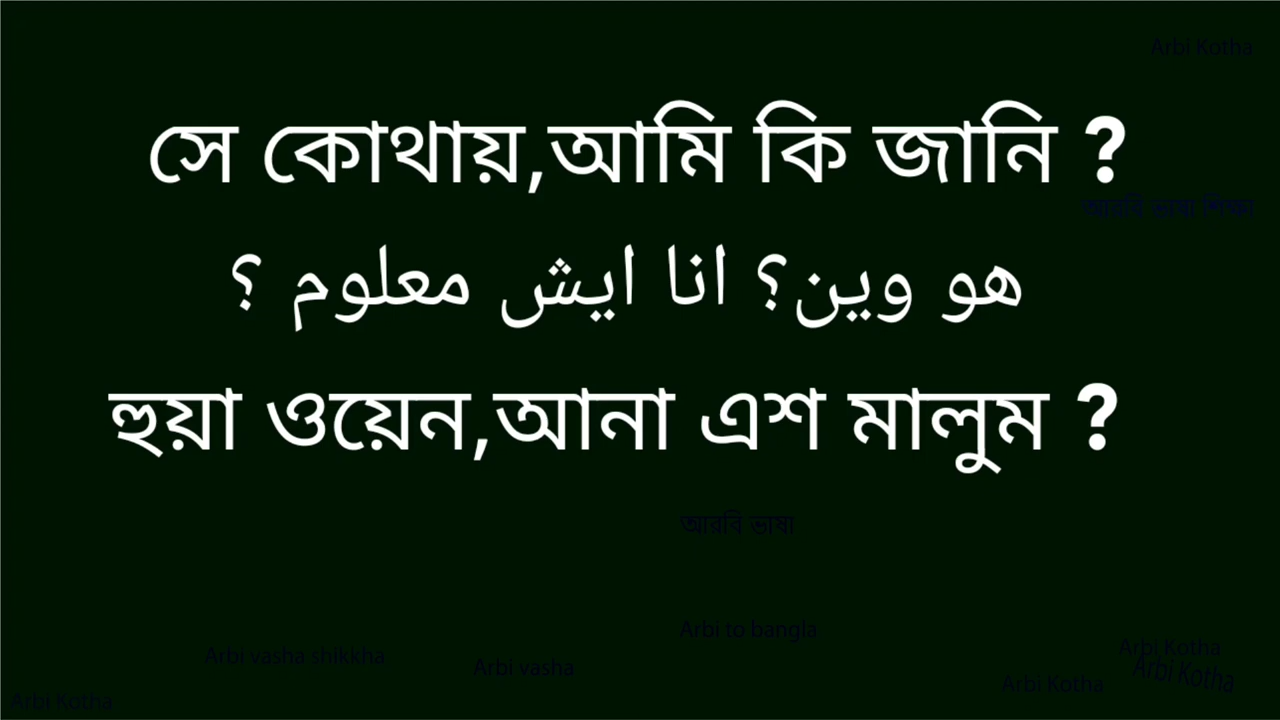 Arbi Kotha
সে কোথায়,আমি কি জানি ?
আরবি ভাষা শিক্ষা
هو وين؟ انا ايش معلوم ؟
হুয়া ওয়েন,আনা এশ মালুম ?
আরবি ভাষা
Arbi to bangla
Arbi vasha shikkha
Arbi vasha
Arbi Kotha
Arbi Kotha
Arbi Kotha
Arbi Kotha